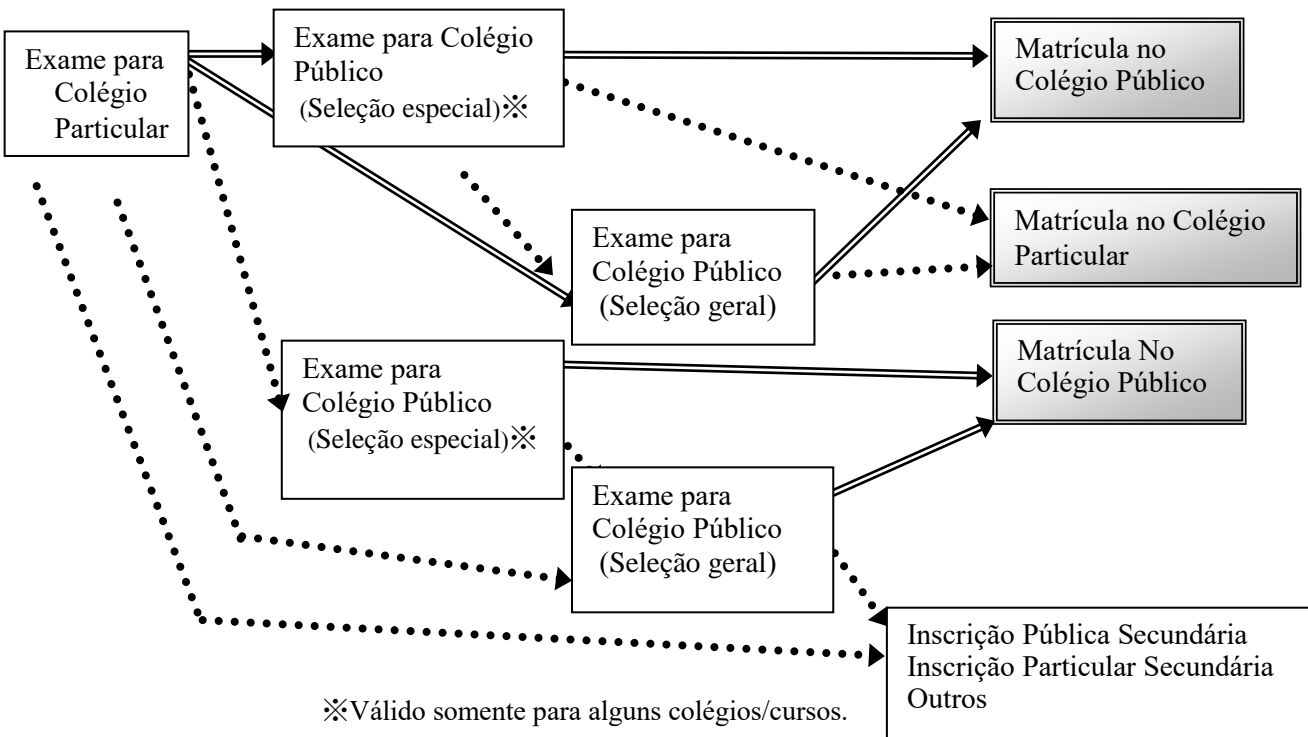 Exame para
Colégio
Particular
Exame para Colégio
Público
(Seleção especial)※
Matrícula no
Colégio Público
Exame para
Colégio Público
(Seleção geral)
Matrícula no Colégio
Particular
Exame para
Colégio Público
(Seleção especial)※
Matrícula No
Colégio Público
Exame para
Colégio Público
(Seleção geral)
Inscrição Pública Secundária
Inscrição Particular Secundária
Outros
※Válido somente para alguns colégios/cursos.